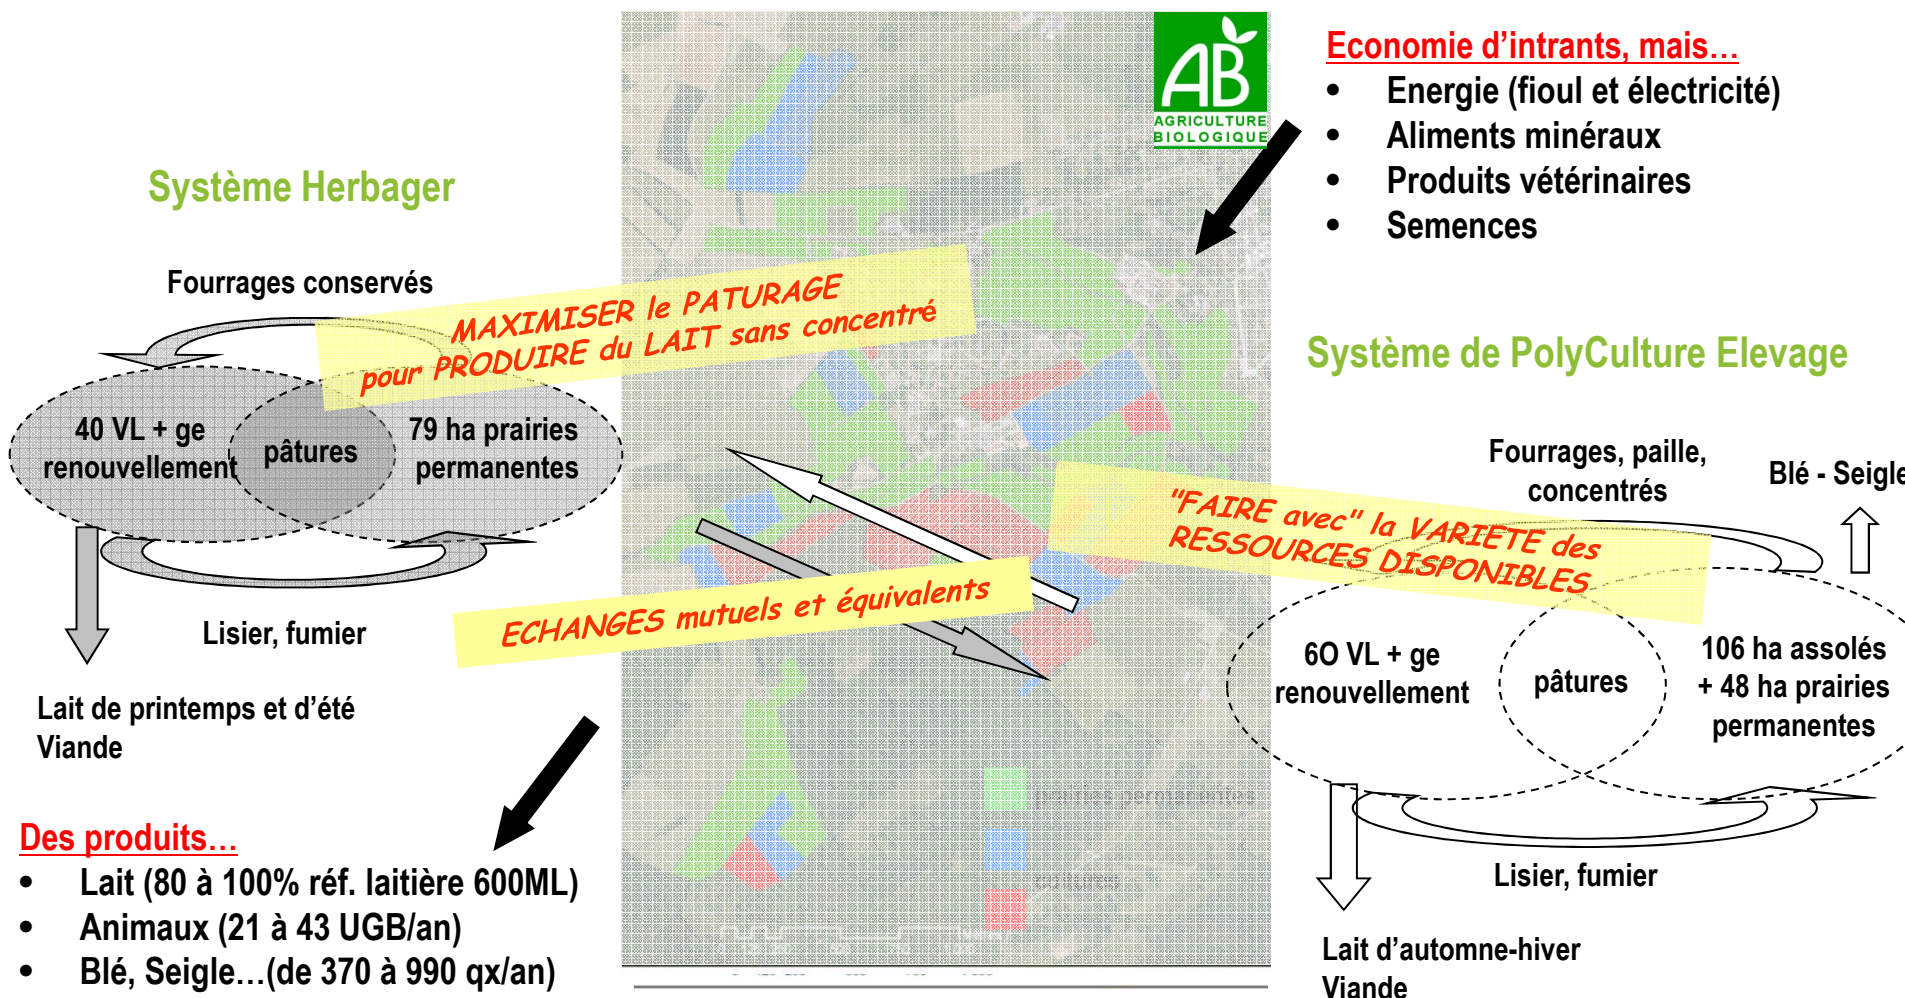 AB
AGRICULTURE
BIOLOGIQUE
Economie d’intrants, mais…
• Energie (fioul et électricité)
• Aliments minéraux
• Produits vétérinaires
• Semences
Système Herbager
Fourrages conservés
MAXIMISER le PATURAGE
pour PRODUIRE du LAIT sans concentré
40 VL + ge
renouvellement
pâtures
79 ha prairies
permanentes
Lisier, fumier
Lait de printemps et d’été
Viande
ECHANGES mutuels et équivalents
Système de PolyCulture Elevage
Fourrages, paille,
concentrés
Blé - Seigle
"FAIRE avec" la VARIETE des
RESSOURCES DISPONIBLES
6O VL + ge
renouvellement
pâtures
106 ha assolés
+ 48 ha prairies
permanentes
Lisier, fumier
Lait d’automne-hiver
Viande
prairies permanentes
cultures
Des produits…
• Lait (80 à 100% réf. laitière 600ML)
• Animaux (21 à 43 UGB/an)
• Blé, Seigle…(de 370 à 990 qx/an)